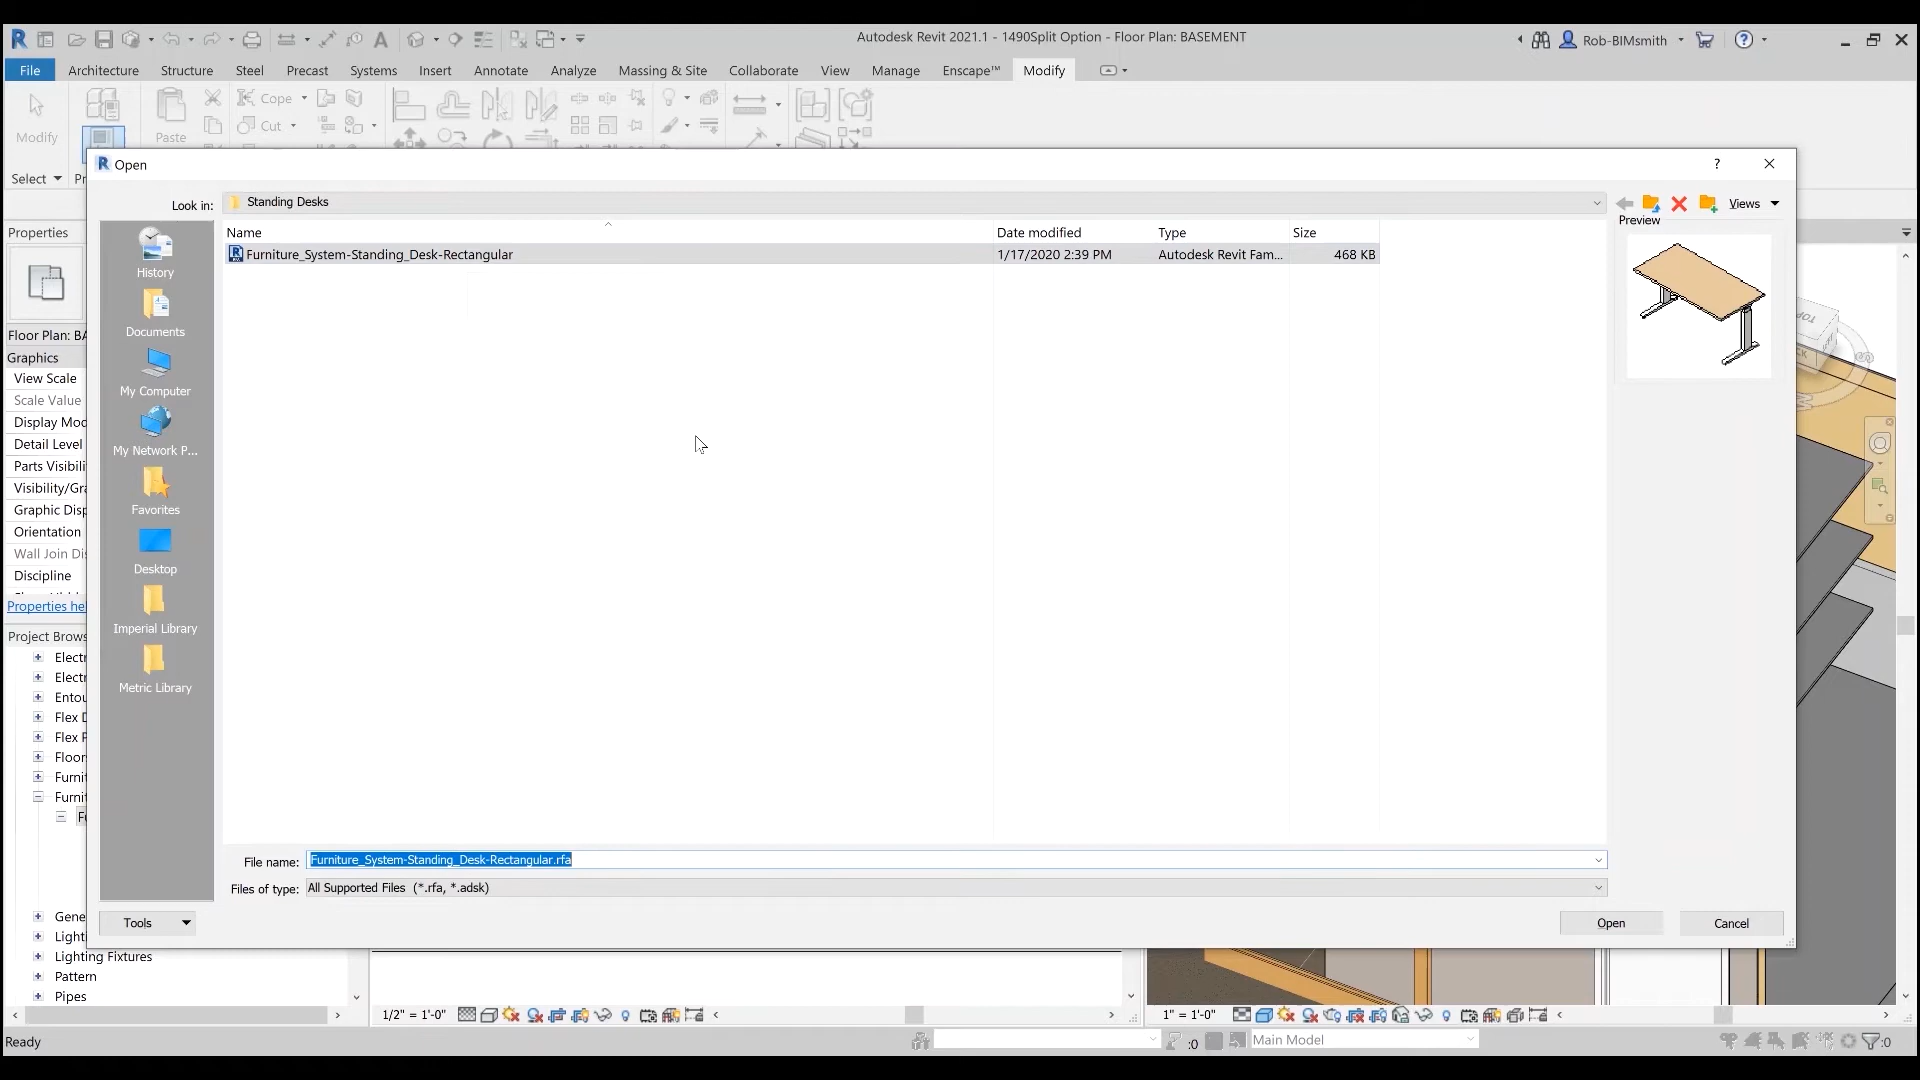 Autodesk Revit 2021.1 - 1490Split Option - Floor Plan: BASEMENT
Rob-BIMsmith
File Architecture Structure Steel Precast Systems Insert Annotate Analyze Massing & Site Collaborate View Manage Enscape™ Modify
Cope
Modify Paste Cut
Select
Open
Look in: Standing Desks Views
Preview
Properties
Name Date modified Type Size
Furniture_System-Standing_Desk-Rectangular 1/17/2020 2:39 PM Autodesk Revit Fam... 468 KB
History
Documents
My Computer
My Network P...
Favorites
Desktop
Imperial Library
Metric Library
Floor Plan: BA
Graphics
View Scale
Scale Value
Display Mod
Detail Level
Parts Visibili
Visibility/Gra
Graphic Disp
Orientation
Wall Join Dis
Discipline
Properties hel
Project Brows
Electr
Electr
Entou
Flex D
Flex P
Floor
Furnit
Furnit
Gene
Lighti
Lighting Fixtures
Pattern
Pipes
TOP
File name: Furniture_System-Standing_Desk-Rectangular.rfa
Files of type: All Supported Files (*.rfa, *.adsk)
Tools Open Cancel
1/2" = 1'-0"
1" = 1'-0"
Ready :0 Main Model :0